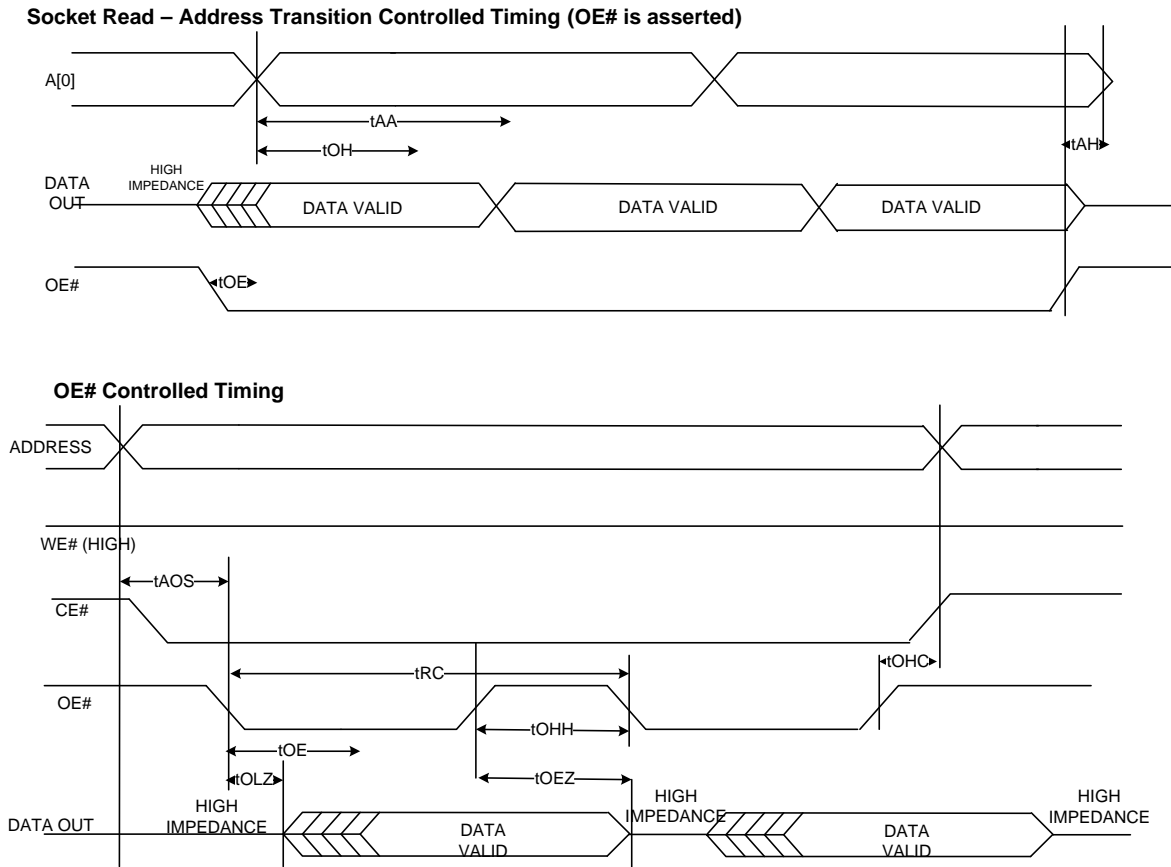 Socket Read – Address Transition Controlled Timing (OE# is asserted)
A[0]
tAA
tOH
tAH
HIGH
IMPEDANCE
DATA
OUT
DATA VALID
DATA VALID
DATA VALID
tOE
OE#
OE# Controlled Timing
ADDRESS
WE# (HIGH)
tAOS
CE#
tOHC
tRC
OE#
tOHH
tOE
tOLZ
tOEZ
HIGH
IMPEDANCE
HIGH
IMPEDANCE
HIGH
IMPEDANCE
DATA OUT
DATA
VALID
DATA
VALID